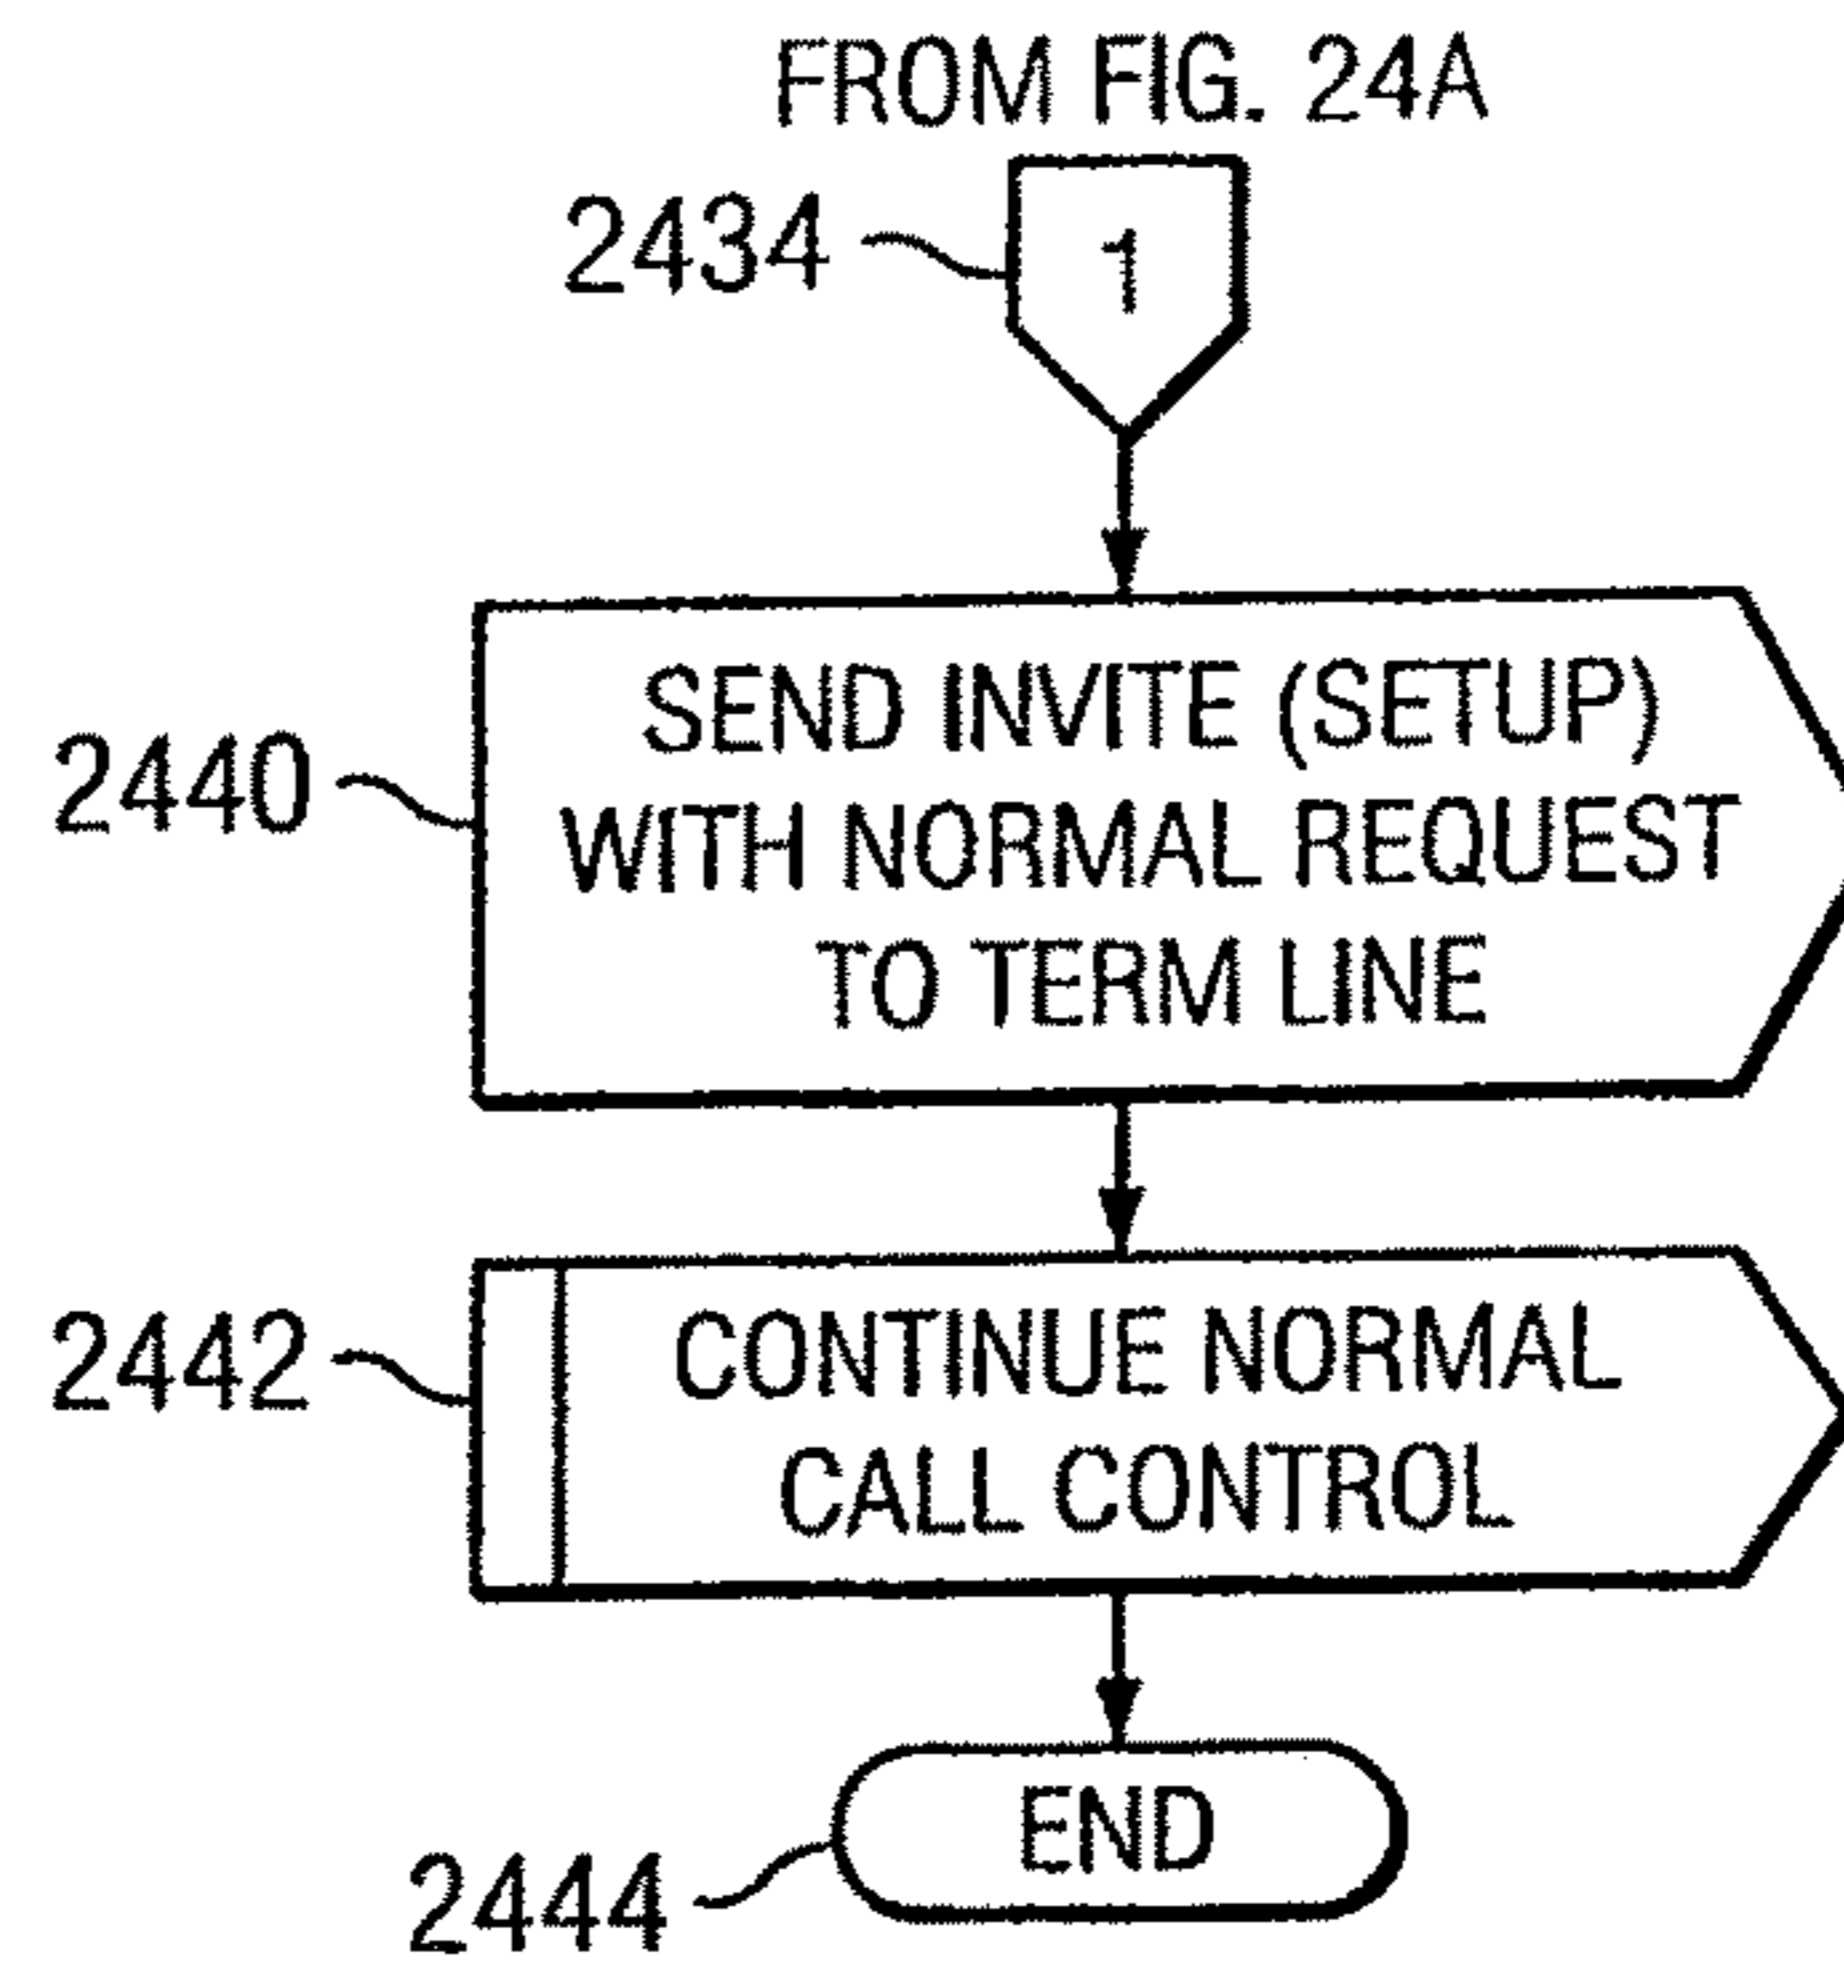 FROM FIG. 24A
2434
1
2440
SEND INVITE (SETUP)
WITH NORMAL REQUEST
TO TERM LINE
2442
CONTINUE NORMAL
CALL CONTROL
END
2444